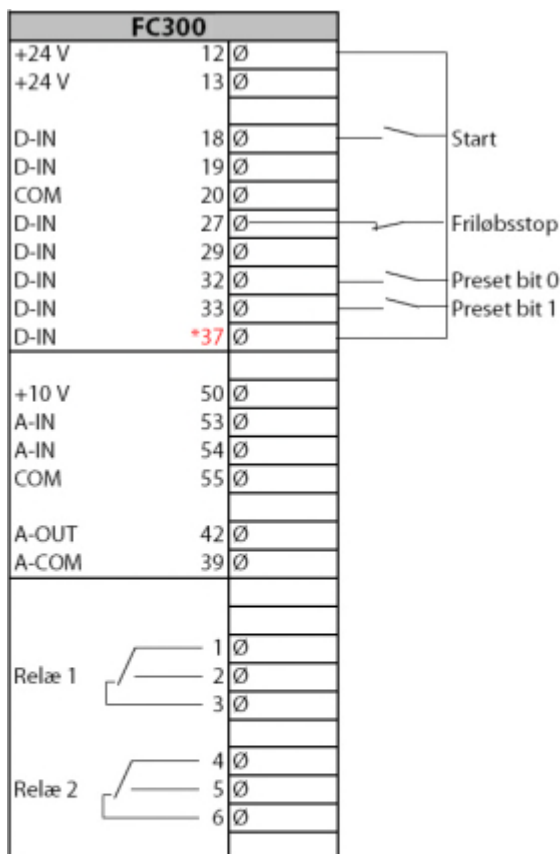 FC300
+24 V 12 Ø
+24 V 13 Ø
D-IN 18 Ø Start
D-IN 19 Ø
COM 20 Ø
D-IN 27 Ø Friløbsstop
D-IN 29 Ø
D-IN 32 Ø Preset bit 0
D-IN 33 Ø Preset bit 1
D-IN *37 Ø
+10 V 50 Ø
A-IN 53 Ø
A-IN 54 Ø
COM 55 Ø
A-OUT 42 Ø
A-COM 39 Ø
1 Ø
Relæ 1 2 Ø
3 Ø
4 Ø
Relæ 2 5 Ø
6 Ø